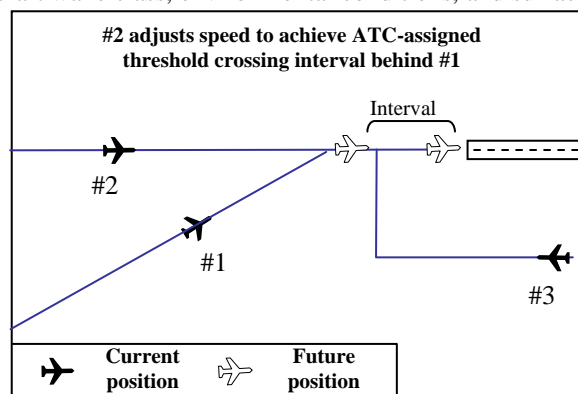 #2 adjusts speed to achieve ATC-assigned
threshold crossing interval behind #1
Interval
#2
#1
#3
Current position
Future position